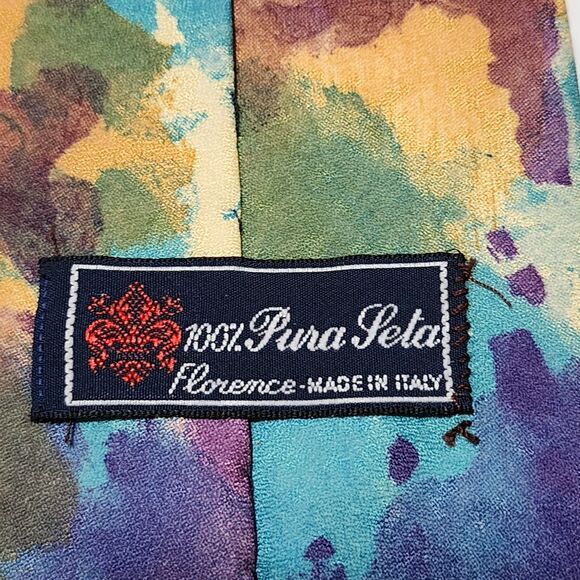 100% Pura Seta
Florence-MADE IN ITALY